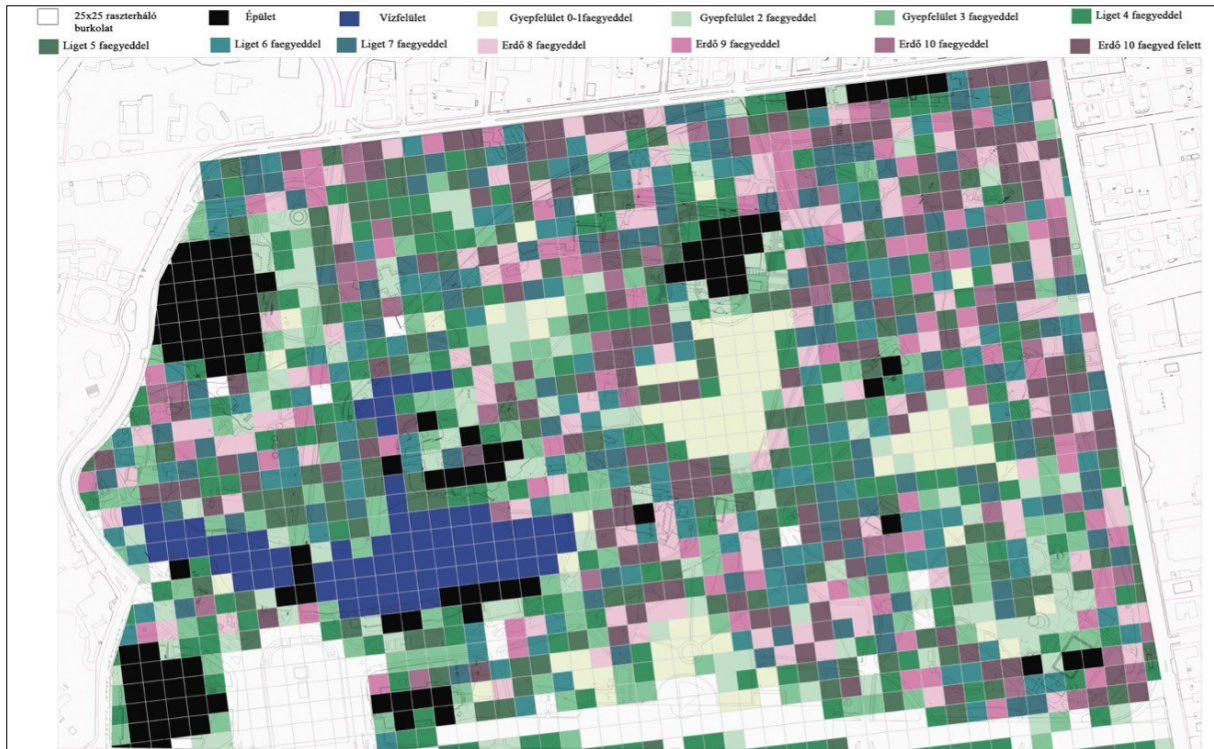 25x25 raszterháló
burkolat
Épület
Vízfelület
Gyepfelület 0-1faegyeddel
Gyepfelület 2 faegyeddel
Gyepfelület 3 faegyeddel
Liget 4 faegyeddel
Liget 5 faegyeddel
Liget 6 faegyeddel
Liget 7 faegyeddel
Erdő 8 faegyeddel
Erdő 9 faegyeddel
Erdő 10 faegyeddel
Erdő 10 faegyed felett